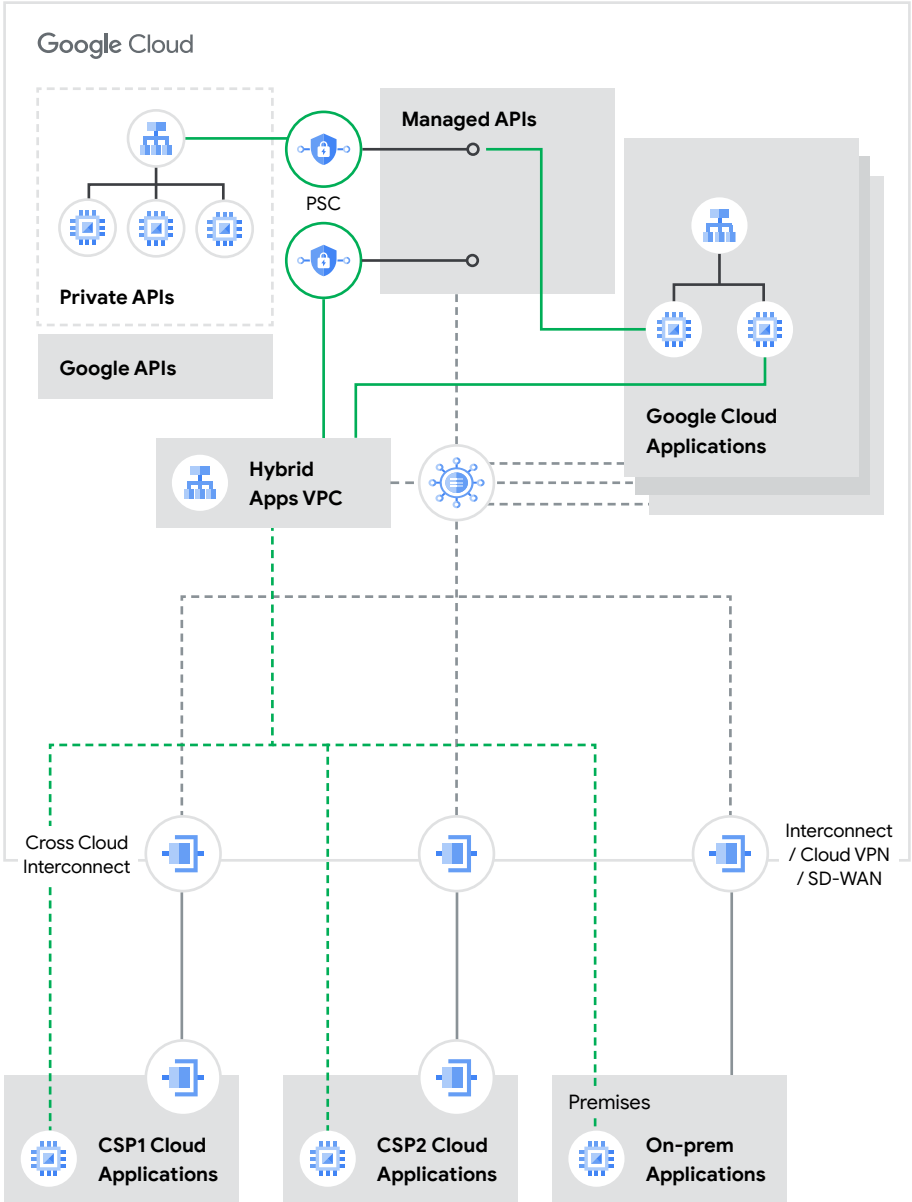 Google Cloud
Managed APIs
PSC
Private APIs
Google APIs
Google Cloud
Applications
Hybrid
Apps VPC
Cross Cloud
Interconnect
Interconnect
/ Cloud VPN
/ SD-WAN
Premises
CSP1 Cloud
Applications
CSP2 Cloud
Applications
On-prem
Applications